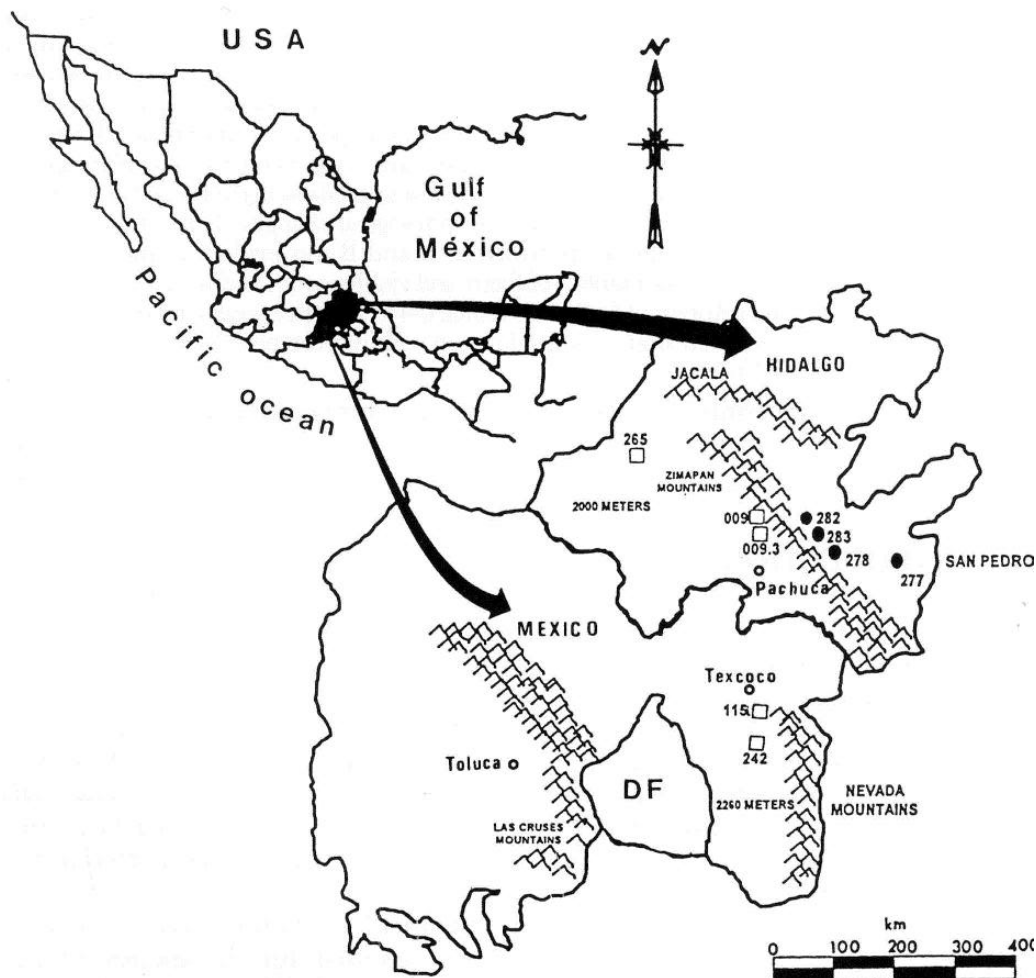 USA
N
Gulf
of
México
Pacific ocean
HIDALGO
JACALA
265
ZIMAPAN
MOUNTAINS
2000 METERS
009
282
283
009.3
278
277
SAN PEDRO
Pachuca
MEXICO
Texcoco
115
242
Toluca
DF
2260 METERS
NEVADA
MOUNTAINS
LAS CRUSES
MOUNTAINS
km
0 100 200 300 400